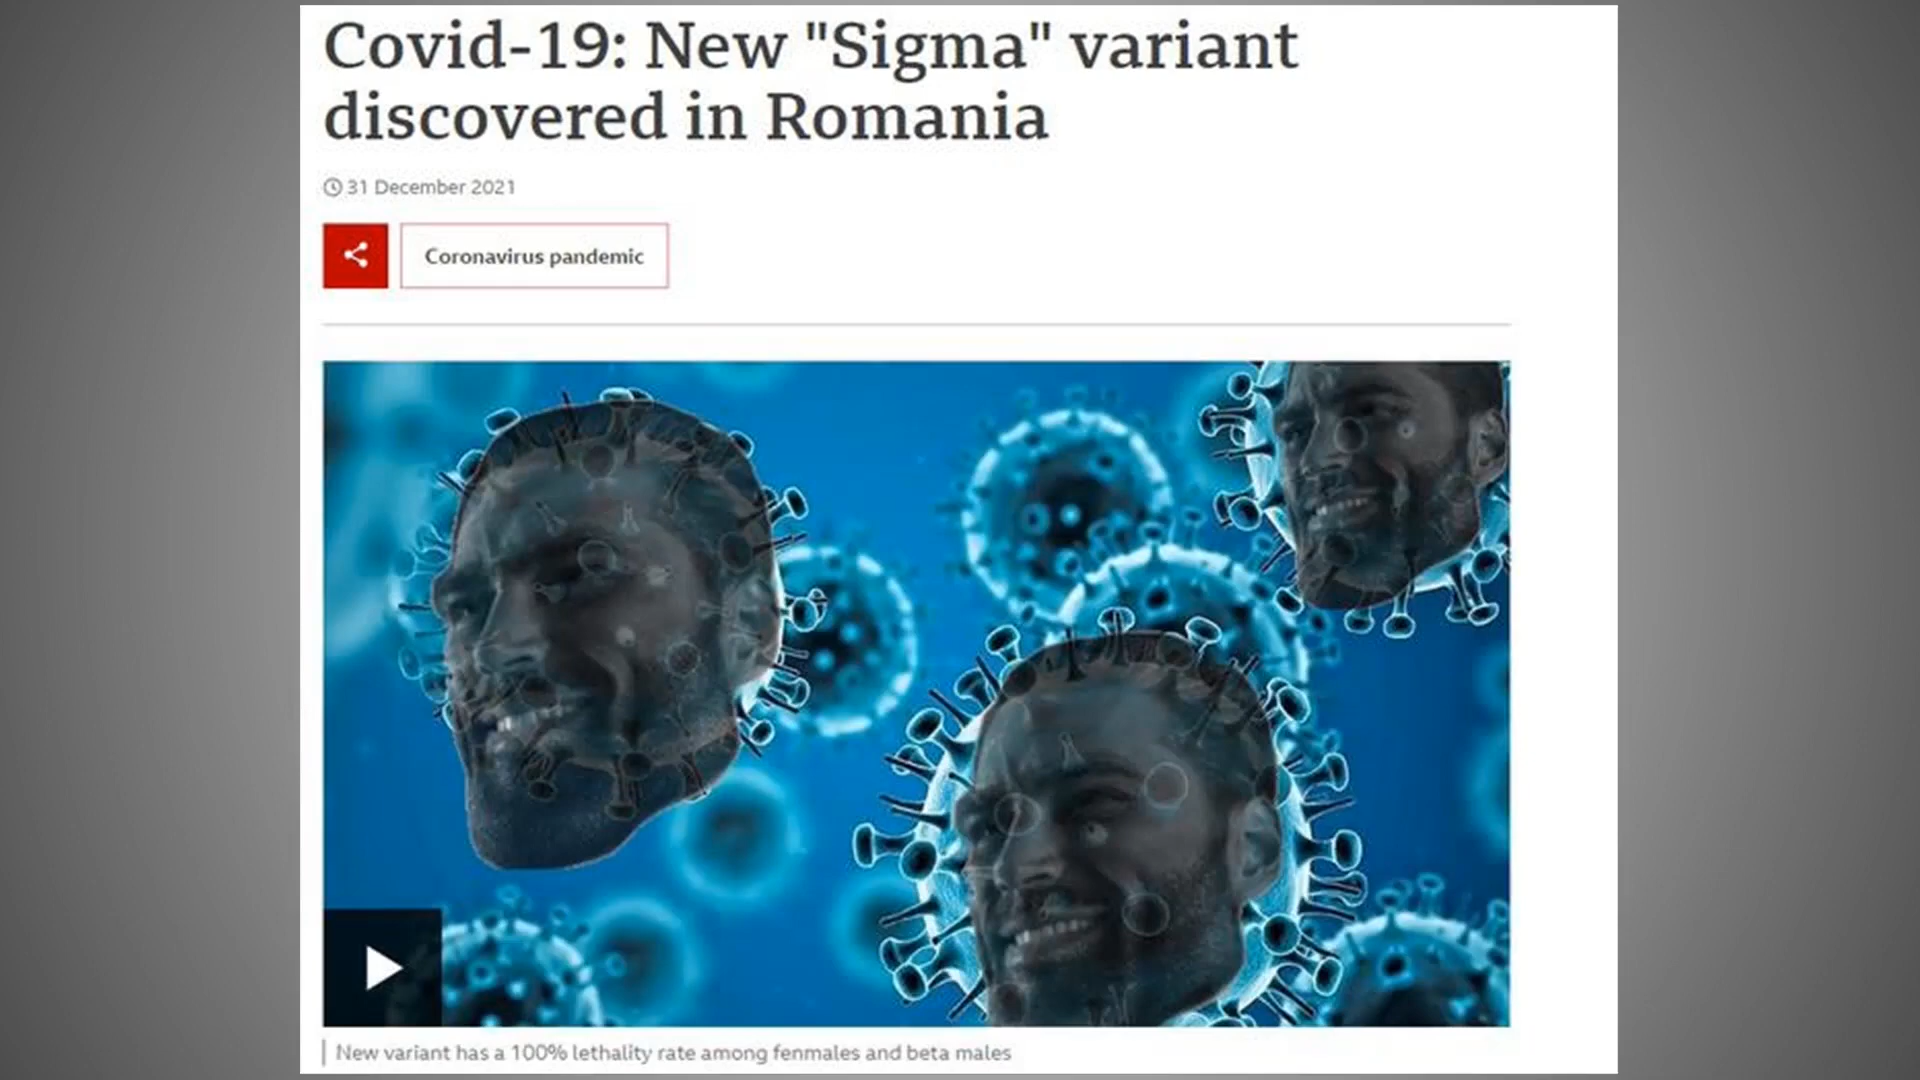 Covid-19: New "Sigma" variant
discovered in Romania
31 December 2021
Coronavirus pandemic
New variant has a 100% lethality rate among fenmales and beta males